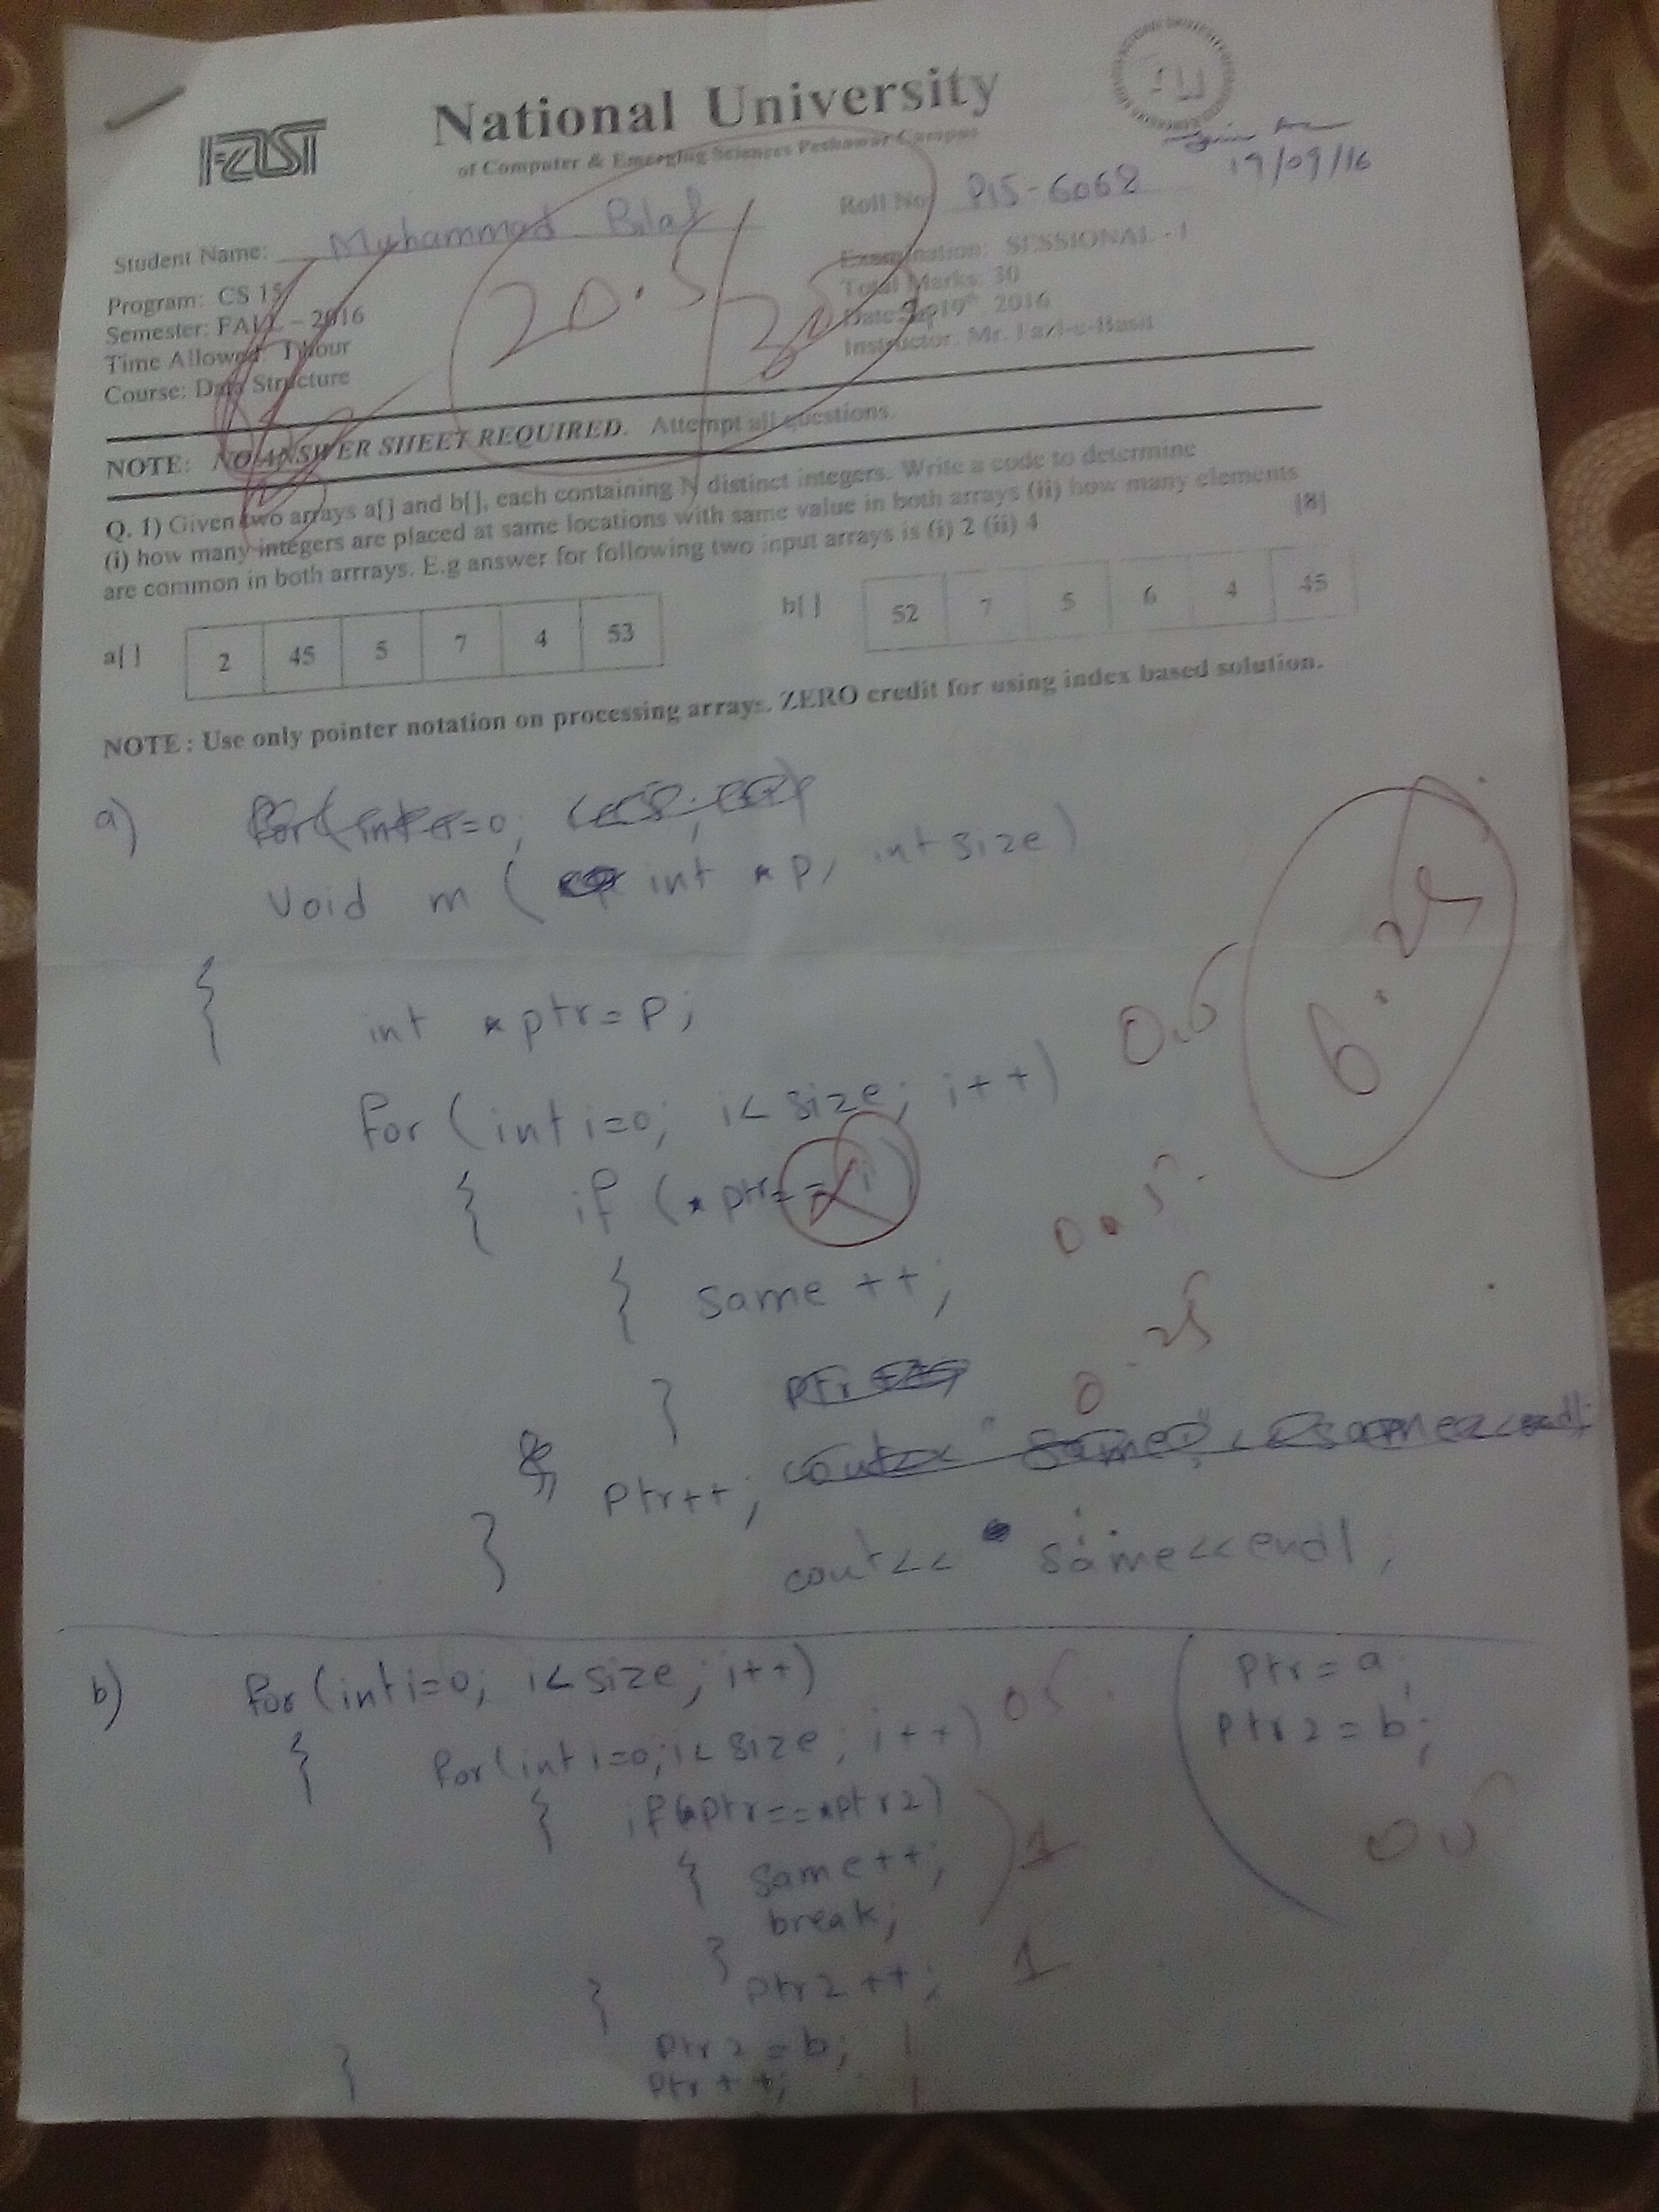 FAST
National University
of Computer & Emerging Sciences Peshawar Campus
19/09/16
Student Name: Muhammad Bilal
Roll No P15-6068
Program: CS 15
Semester: FALL - 2016
Time Allowed: 1 hour
Course: Data Structure
Examination: SESSIONAL - I
Total Marks: 30
Date: Sep 19th, 2016
Instructor: Mr. Fazl-e-Basit
20.5/30
NOTE: NO ANSWER SHEET REQUIRED. Attempt all questions.
Q. 1) Given two arrays a[] and b[], each containing N distinct integers. Write a code to determine
(i) how many integers are placed at same locations with same value in both arrays (ii) how many elements
are common in both arrrays. E.g answer for following two input arrays is (i) 2 (ii) 4 [8]
a[ ] 2 45 5 7 4 53
b[ ] 52 7 5 6 4 45
NOTE : Use only pointer notation on processing arrays. ZERO credit for using index based solution.
a) for(int i=0;
void m ( int *p, int size)
{ int *ptr=p;
for (int i=0; i< size; i++)
{ if (*ptr==i)
{ same ++;
} ptr
ptr++;
} cout<< same<<endl;
6.25
0.5
0.5
0.25
b) for(int i=0; i< size; i++)
{ for(int i=0; i< size; i++) 05
{ if(*ptr==*ptr2)
{ same++;
break; 1
} ptr2 ++; 1
}
ptr2 = b;
} ptr ++;
ptr = a;
ptr2 = b;